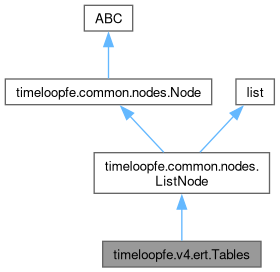 ABC
timeloopfe.common.nodes.Node
list
timeloopfe.common.nodes.
ListNode
timeloopfe.v4.ert.Tables